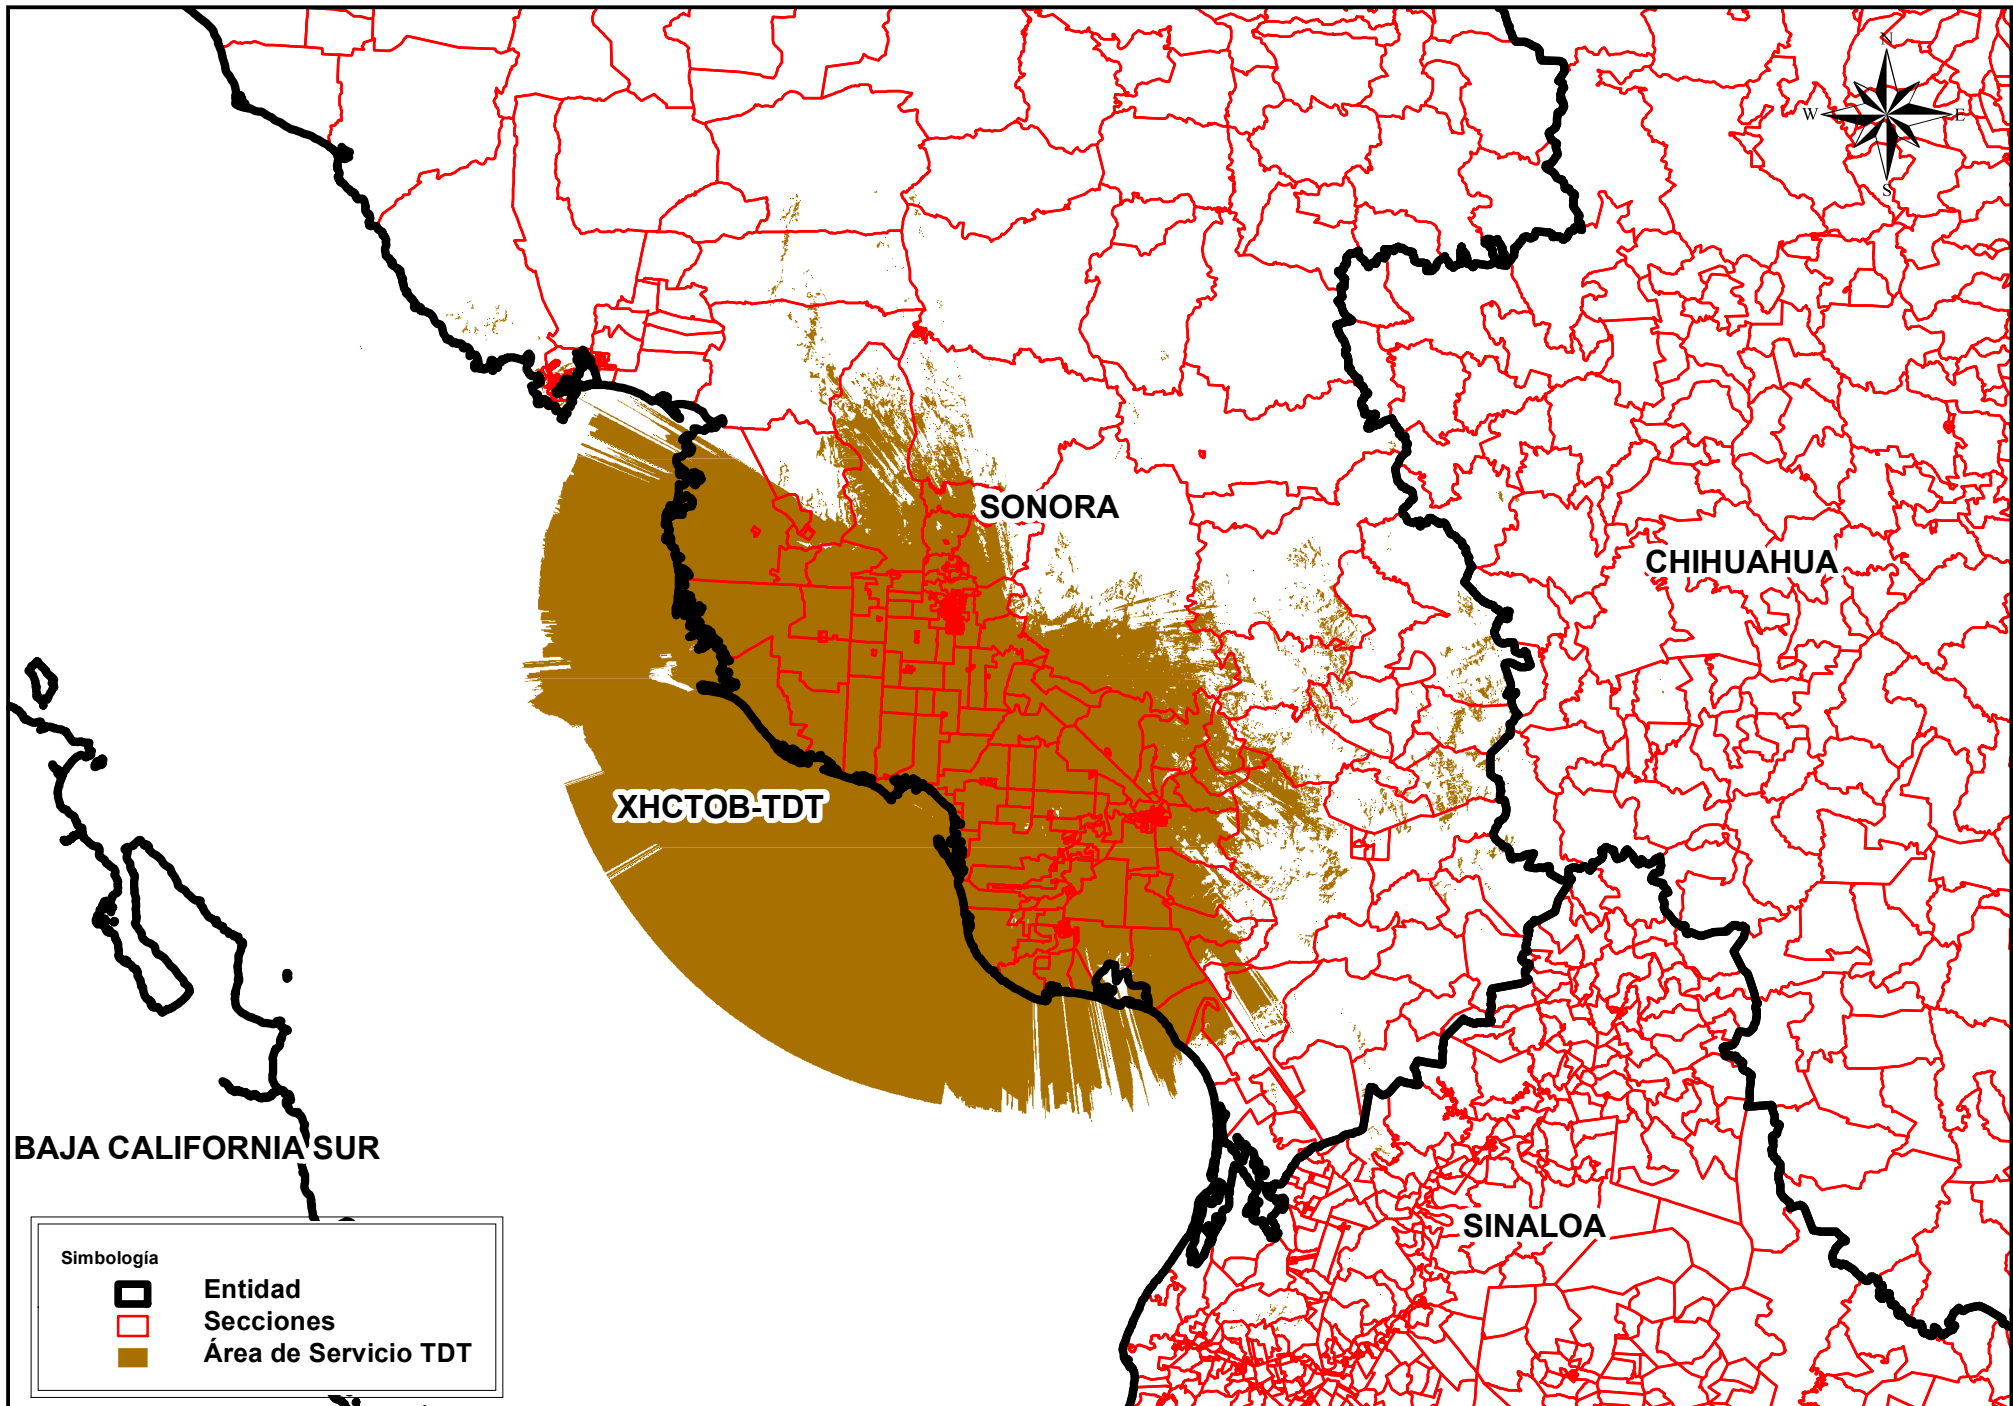 N
W E
S
SONORA
CHIHUAHUA
XHCTOB-TDT
BAJA CALIFORNIA SUR
SINALOA
Simbología
Entidad
Secciones
Área de Servicio TDT